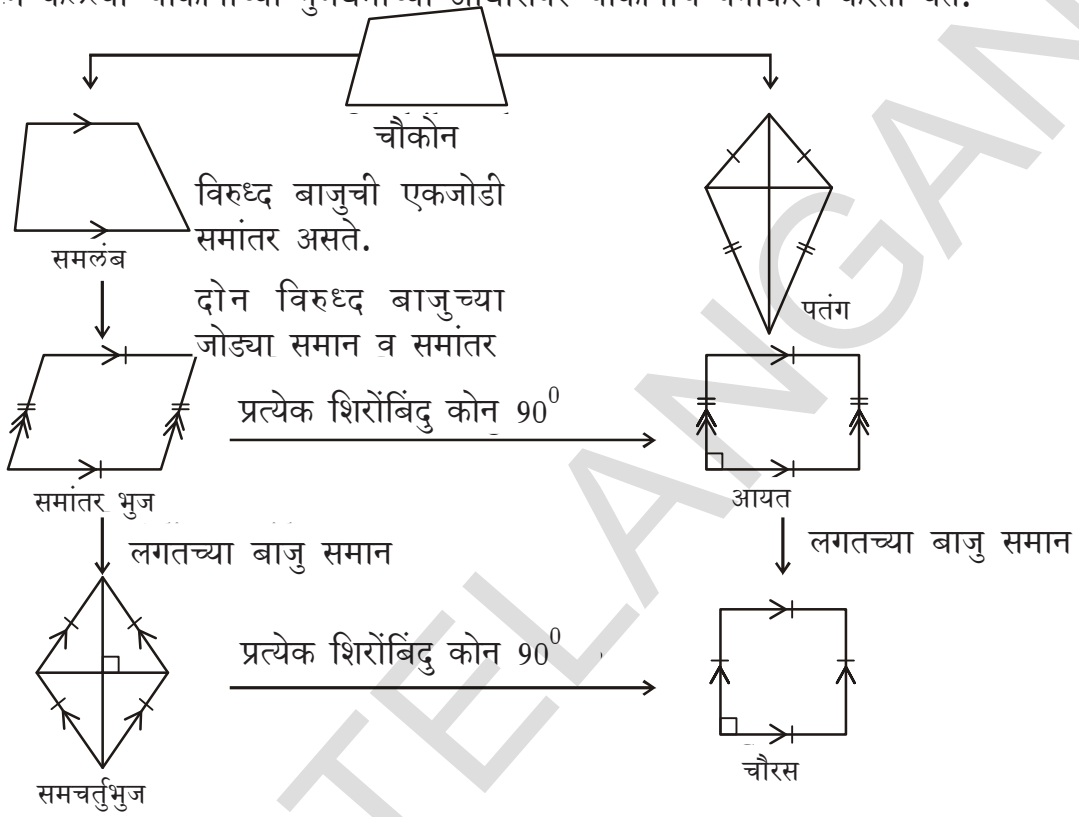 चौकोन
विरुध्द बाजुची एकजोडी
समांतर असते.
समलंब
पतंग
दोन विरुध्द बाजुच्या
जोड्या समान व समांतर
प्रत्येक शिरोंबिंदु कोन 90⁰
समांतर भुज
आयत
लगतच्या बाजु समान
लगतच्या बाजु समान
प्रत्येक शिरोंबिंदु कोन 90⁰
समचर्तुभुज
चौरस
TELANGAN